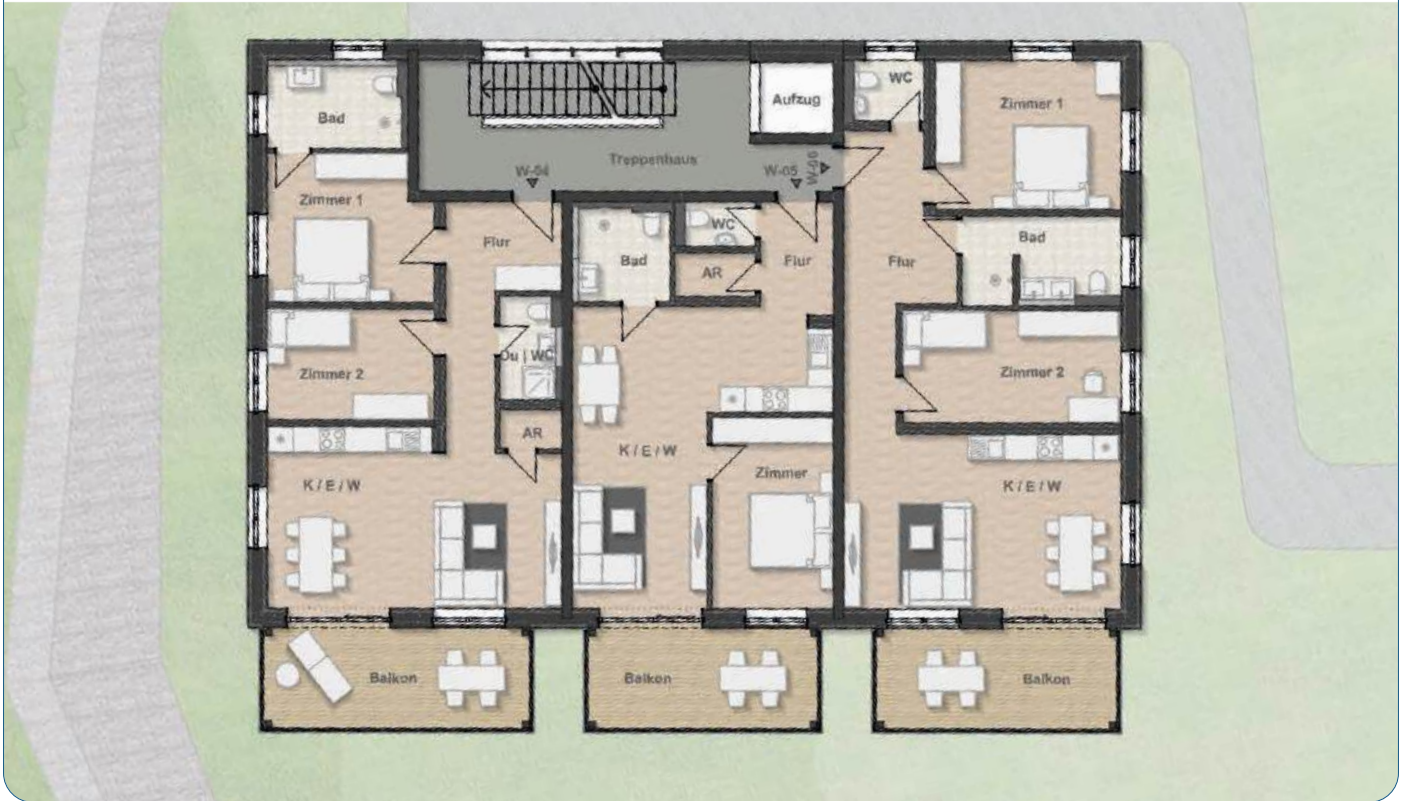 WC
Aufzug
Zimmer 1
Bad
Treppenhaus
W-04
W-05
W-06
Zimmer 1
Flur
WC
Bad
AR
Flur
Flur
Bad
Du | WC
Zimmer 2
Zimmer 2
AR
K / E / W
K / E / W
Zimmer
K / E / W
Balkon
Balkon
Balkon